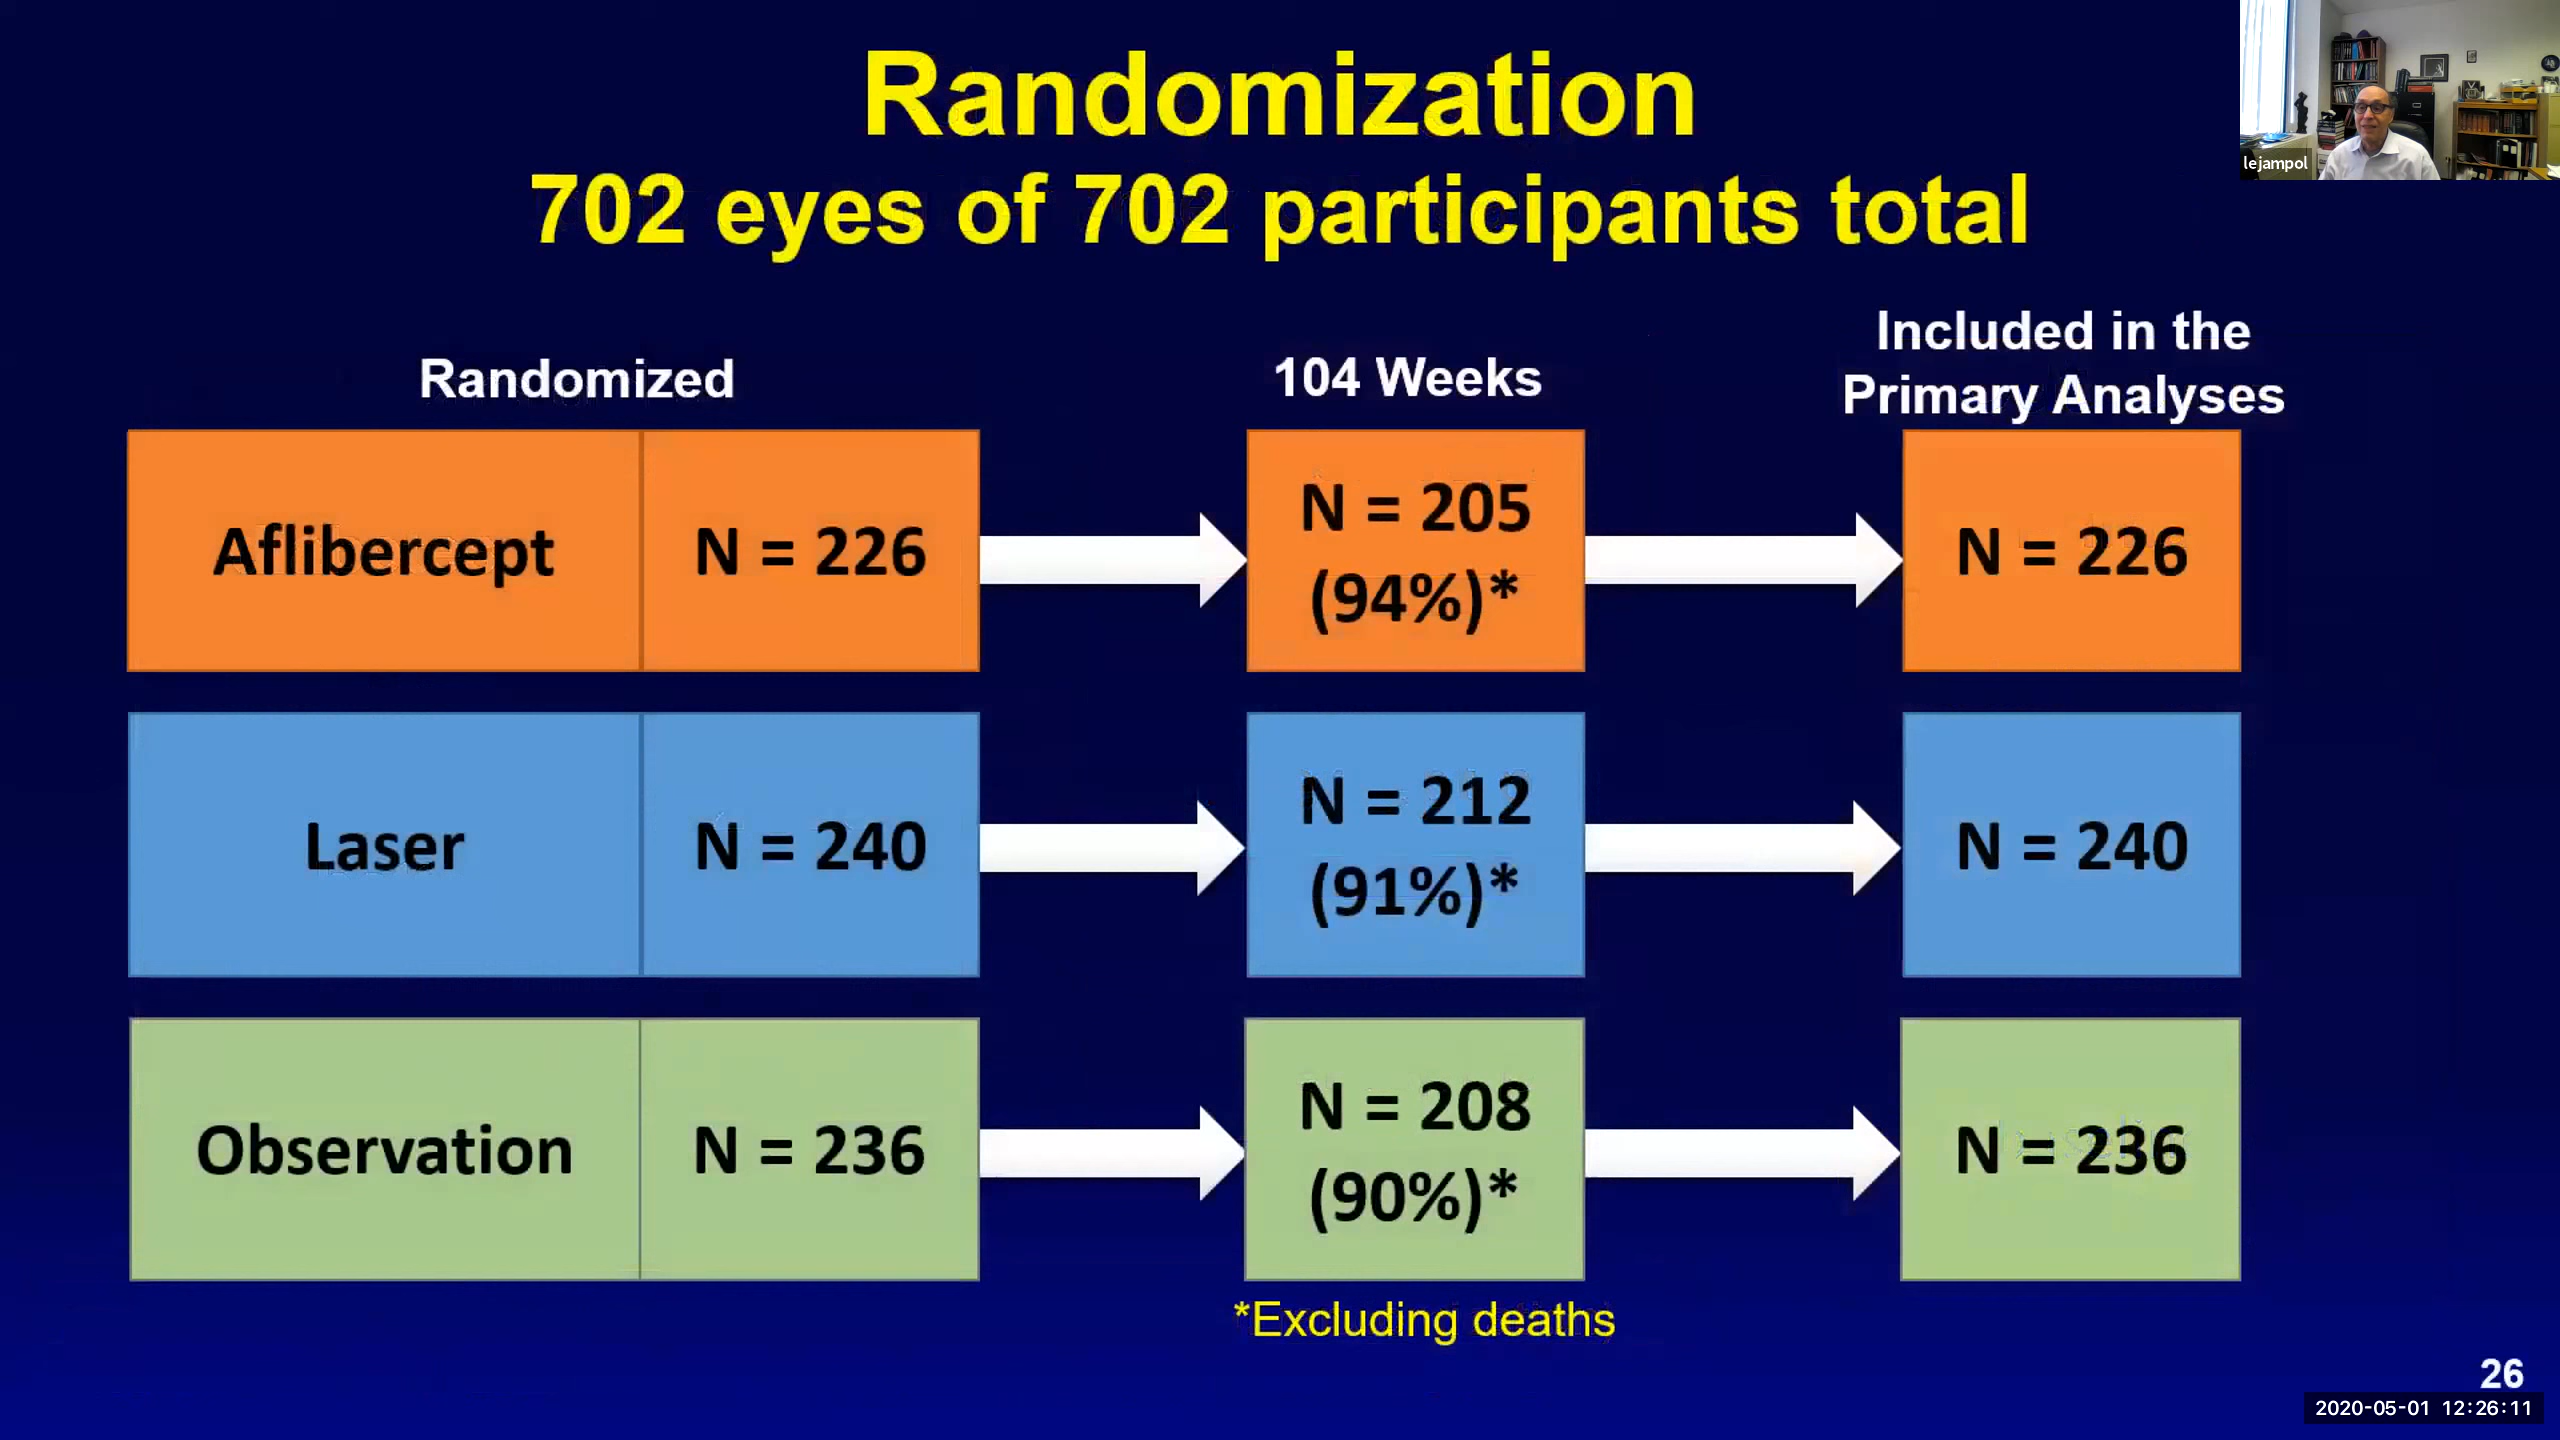 Randomization
702 eyes of 702 participants total
lejampol
Randomized
104 Weeks
Included in the
Primary Analyses
Aflibercept
N = 226
N = 205
(94%)*
N = 226
Laser
N = 240
N = 212
(91%)*
N = 240
Observation
N = 236
N = 208
(90%)*
N = 236
*Excluding deaths
26
2020-05-01 12:26:11